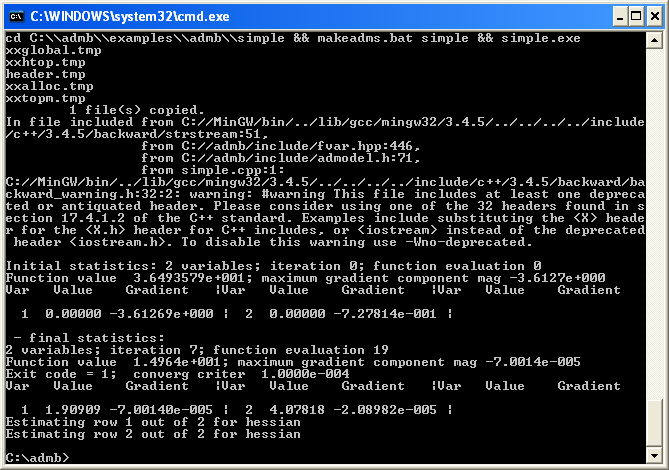 C:\WINDOWS\system32\cmd.exe
cd C:\\admb\\examples\\admb\\simple && makeadms.bat simple && simple.exe
xxglobal.tmp
xxhtop.tmp
header.tmp
xxalloc.tmp
xxtopm.tmp
        1 file(s) copied.
In file included from C://MinGW/bin/../lib/gcc/mingw32/3.4.5/../../../../include
/c++/3.4.5/backward/strstream:51,
                 from C://admb/include/fvar.hpp:446,
                 from C://admb/include/admodel.h:71,
                 from simple.cpp:1:
C://MinGW/bin/../lib/gcc/mingw32/3.4.5/../../../../include/c++/3.4.5/backward/ba
ckward_warning.h:32:2: warning: #warning This file includes at least one depreca
ted or antiquated header. Please consider using one of the 32 headers found in s
ection 17.4.1.2 of the C++ standard. Examples include substituting the <X> heade
r for the <X.h> header for C++ includes, or <iostream> instead of the deprecated
 header <iostream.h>. To disable this warning use -Wno-deprecated.

Initial statistics: 2 variables; iteration 0; function evaluation 0
Function value  3.6493579e+001; maximum gradient component mag -3.6127e+000
Var   Value    Gradient   |Var   Value    Gradient   |Var   Value    Gradient

  1  0.00000 -3.61269e+000 |  2  0.00000 -7.27814e-001 |

 - final statistics:
2 variables; iteration 7; function evaluation 19
Function value  1.4964e+001; maximum gradient component mag -7.0014e-005
Exit code = 1;  converg criter  1.0000e-004
Var   Value    Gradient   |Var   Value    Gradient   |Var   Value    Gradient

  1  1.90909 -7.00140e-005 |  2  4.07818 -2.08982e-005 |
Estimating row 1 out of 2 for hessian
Estimating row 2 out of 2 for hessian

C:\admb>